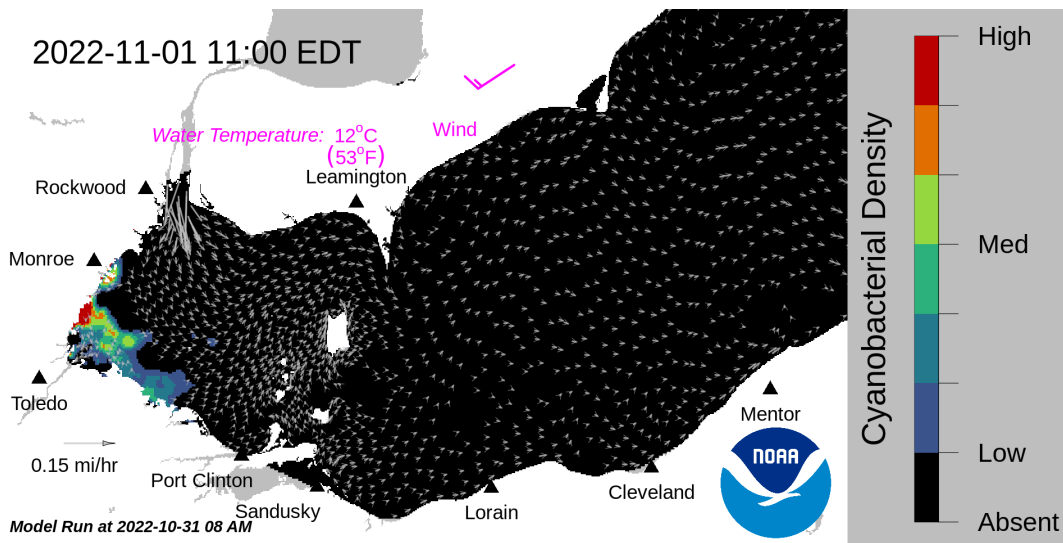 2022-11-01 11:00 EDT
Water Temperature: 12°C
(53°F)
Wind
Rockwood
Leamington
Monroe
Toledo
0.15 mi/hr
Port Clinton
Sandusky
Lorain
Cleveland
Mentor
NOAA
Model Run at 2022-10-31 08 AM
Cyanobacterial Density
High
Med
Low
Absent